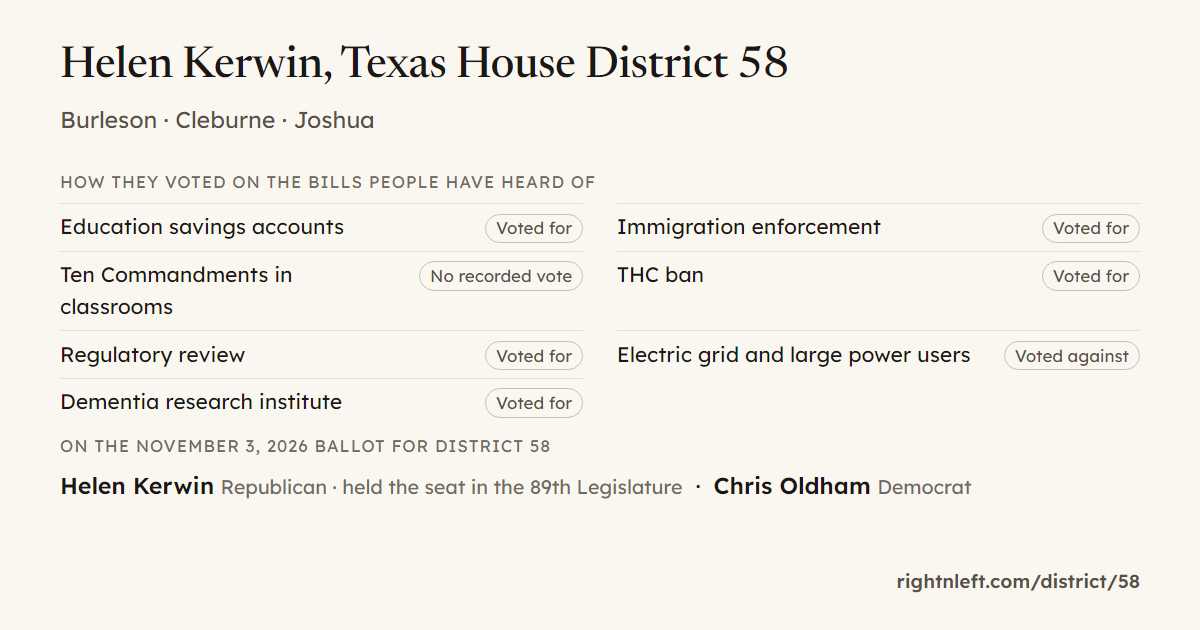 Helen Kerwin, Texas House District 58
Burleson · Cleburne · Joshua
HOW THEY VOTED ON THE BILLS PEOPLE HAVE HEARD OF
Education savings accounts Voted for
Immigration enforcement Voted for
Ten Commandments in No recorded vote
classrooms
THC ban Voted for
Regulatory review Voted for
Electric grid and large power users Voted against
Dementia research institute Voted for
ON THE NOVEMBER 3, 2026 BALLOT FOR DISTRICT 58
Helen Kerwin Republican · held the seat in the 89th Legislature · Chris Oldham Democrat
rightnleft.com/district/58